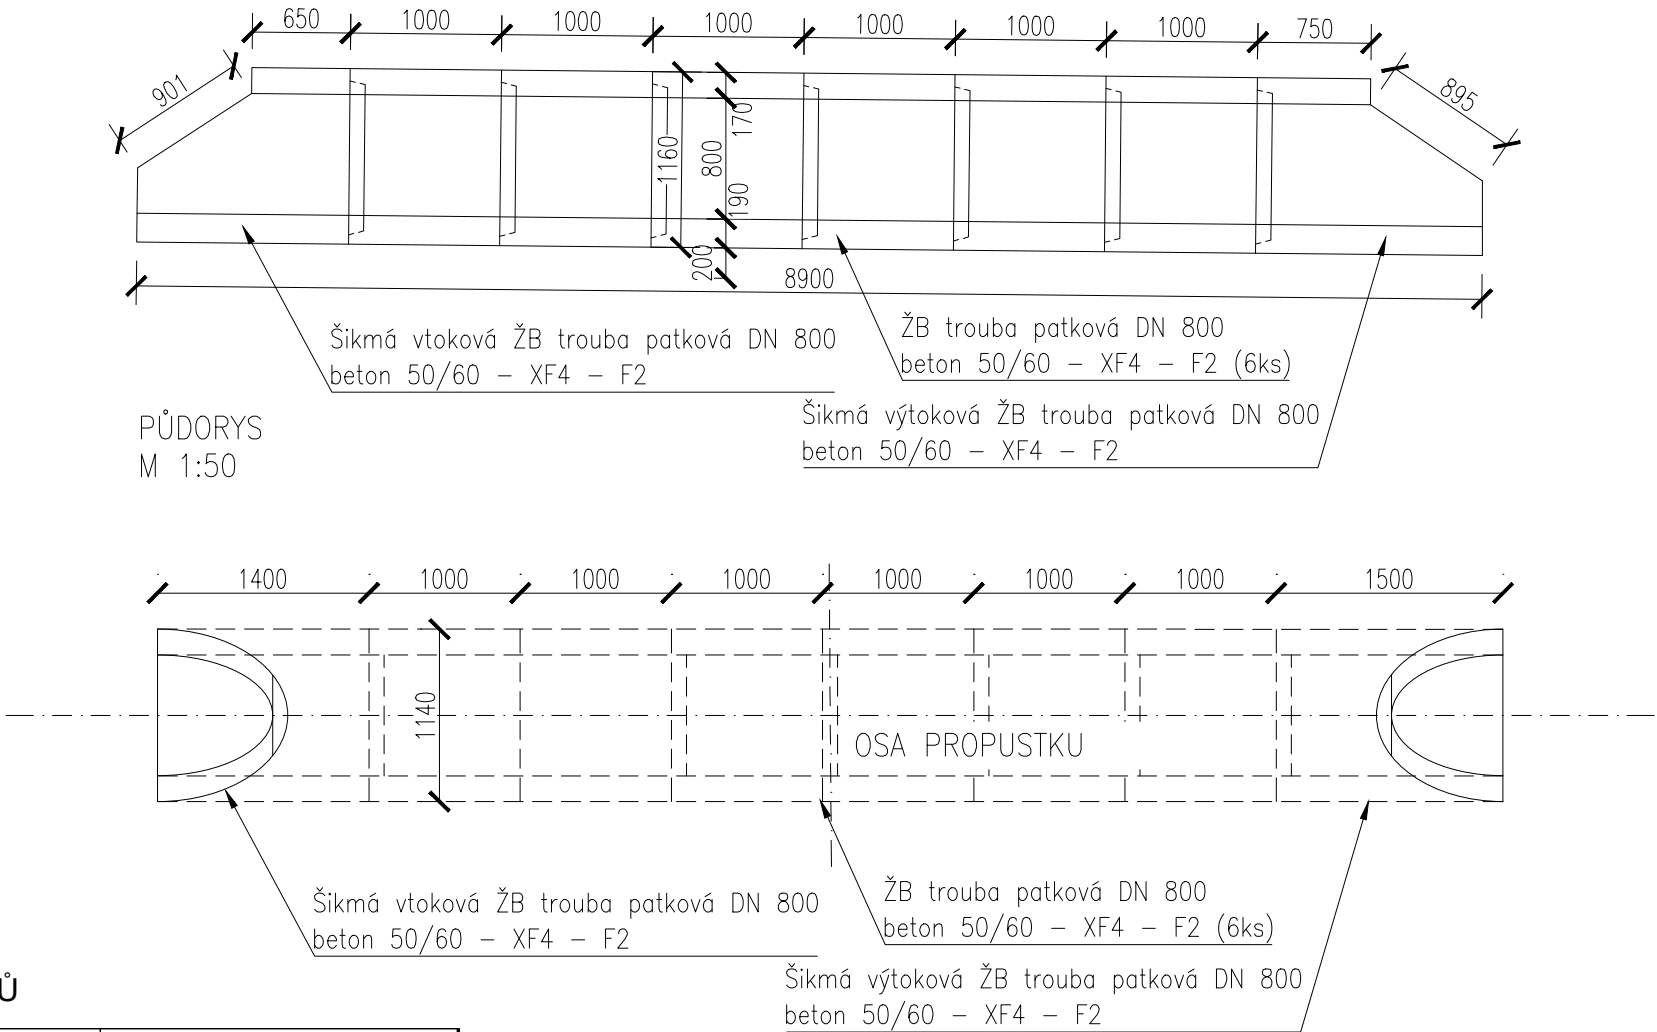 650 1000 1000 1000 1000 1000 1000 750
901
895
170
1160
800
190
200
8900
Šikmá vtoková ŽB trouba patková DN 800
beton 50/60 – XF4 – F2
ŽB trouba patková DN 800
beton 50/60 – XF4 – F2 (6ks)
Šikmá výtoková ŽB trouba patková DN 800
beton 50/60 – XF4 – F2
PŮDORYS
M 1:50
1400 1000 1000 1000 1000 1000 1000 1500
1140
OSA PROPUSTKU
Šikmá vtoková ŽB trouba patková DN 800
beton 50/60 – XF4 – F2
ŽB trouba patková DN 800
beton 50/60 – XF4 – F2 (6ks)
Šikmá výtoková ŽB trouba patková DN 800
beton 50/60 – XF4 – F2
Ů